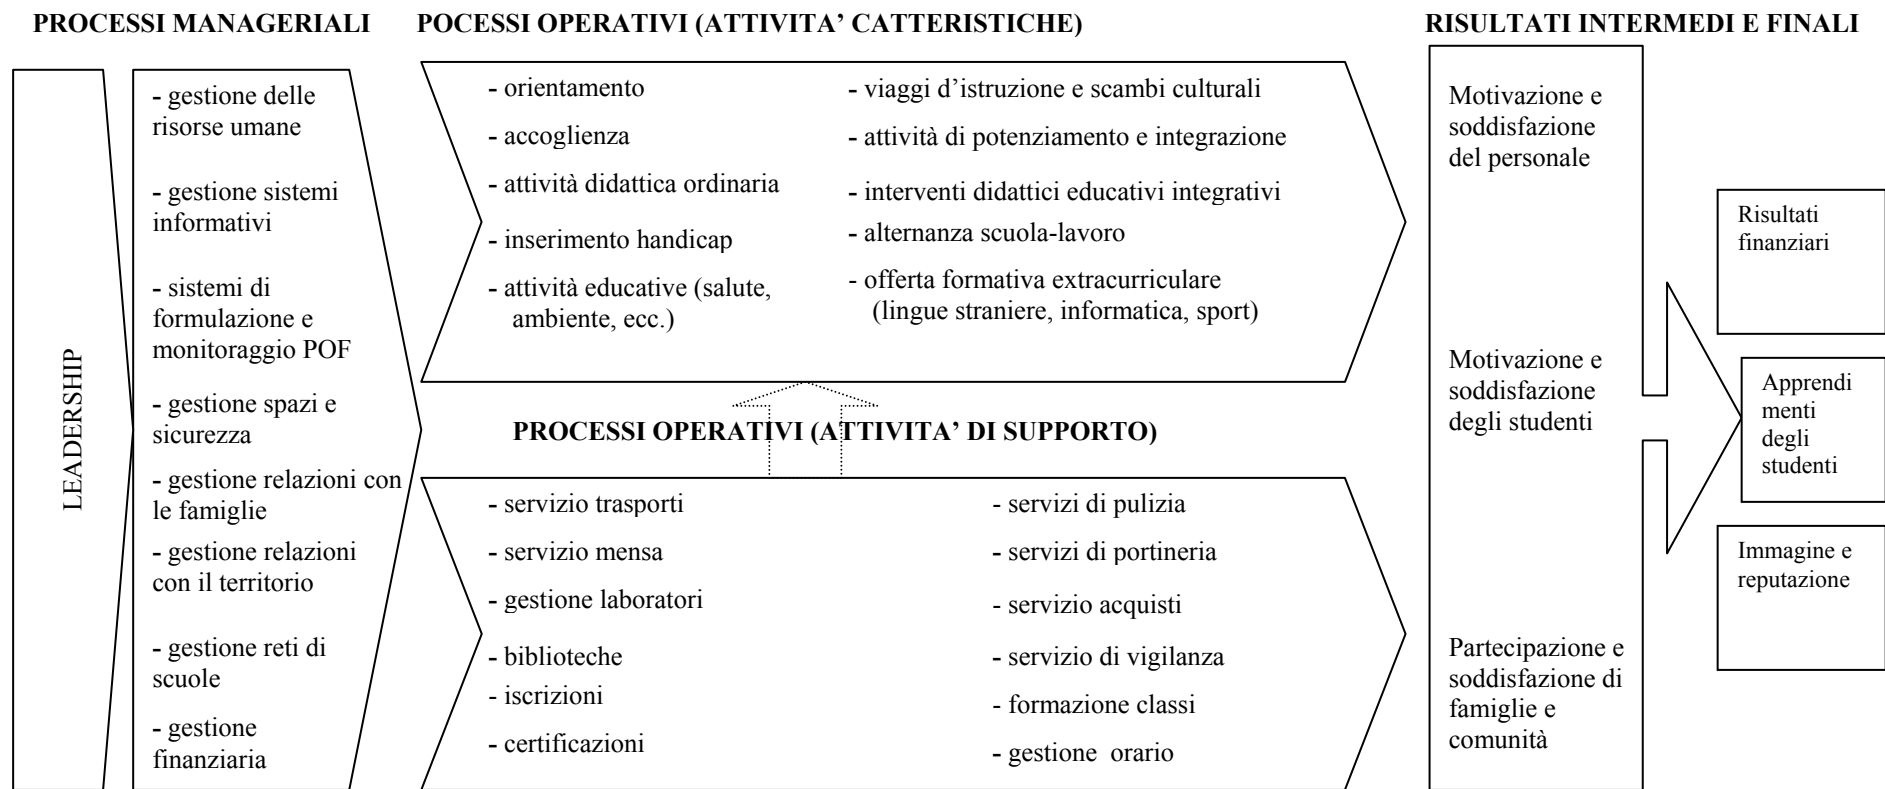 PROCESSI MANAGERIALI
POCESSI OPERATIVI (ATTIVITA’ CATTERISTICHE)
RISULTATI INTERMEDI E FINALI
LEADERSHIP
- gestione delle
risorse umane
- gestione sistemi
informativi
- sistemi di
formulazione e
monitoraggio POF
- gestione spazi e
sicurezza
- gestione relazioni con
le famiglie
- gestione relazioni
con il territorio
- gestione reti di
scuole
- gestione
finanziaria
- orientamento
- accoglienza
- attività didattica ordinaria
- inserimento handicap
- attività educative (salute,
ambiente, ecc.)
- viaggi d’istruzione e scambi culturali
- attività di potenziamento e integrazione
- interventi didattici educativi integrativi
- alternanza scuola-lavoro
- offerta formativa extracurriculare
(lingue straniere, informatica, sport)
PROCESSI OPERATIVI (ATTIVITA’ DI SUPPORTO)
- servizio trasporti
- servizio mensa
- gestione laboratori
- biblioteche
- iscrizioni
- certificazioni
- servizi di pulizia
- servizi di portineria
- servizio acquisti
- servizio di vigilanza
- formazione classi
- gestione orario
Motivazione e
soddisfazione
del personale
Motivazione e
soddisfazione
degli studenti
Partecipazione e
soddisfazione di
famiglie e
comunità
Risultati
finanziari
Apprendi
menti
degli
studenti
Immagine e
reputazione